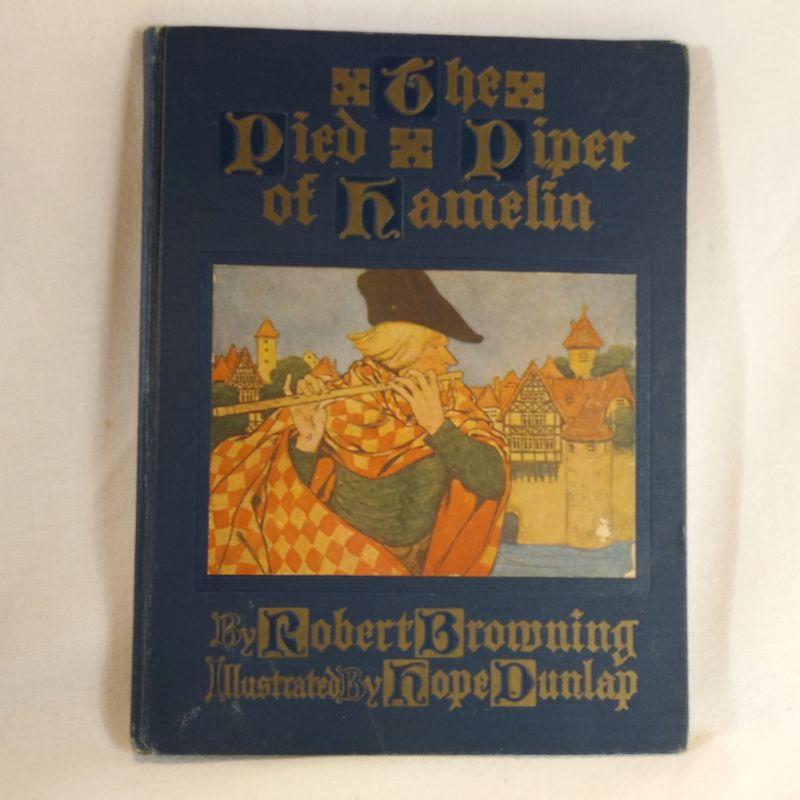 The
Pied Piper
of Hamelin
By Robert Browning
Illustrated By Hope Dunlap